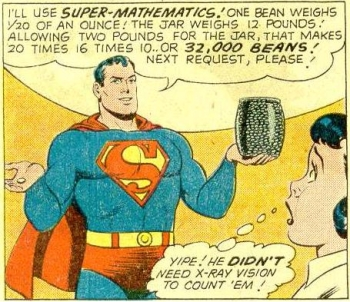 I'LL USE SUPER-MATHEMATICS! ONE BEAN WEIGHS
1/20 OF AN OUNCE! THE JAR WEIGHS 12 POUNDS!
ALLOWING TWO POUNDS FOR THE JAR, THAT MAKES
20 TIMES 16 TIMES 10.. OR 32,000 BEANS!
NEXT REQUEST, PLEASE!
S
YIPE! HE DIDN'T
NEED X-RAY VISION
TO COUNT 'EM!